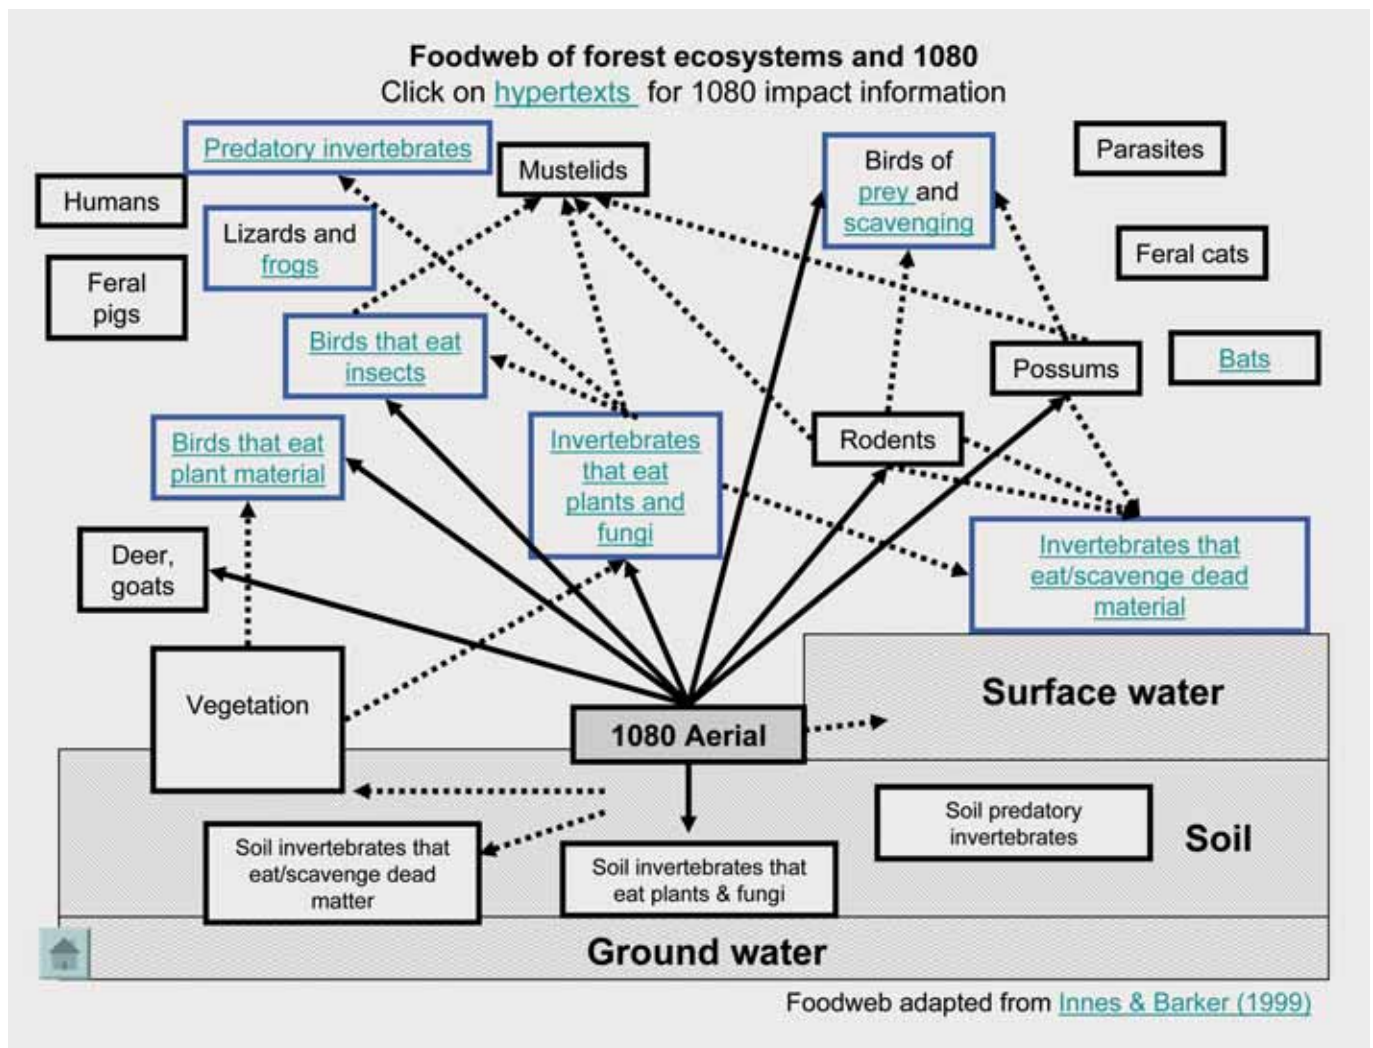 Foodweb of forest ecosystems and 1080
Click on hypertexts for 1080 impact information
Predatory invertebrates
Mustelids
Birds of
prey and
scavenging
Parasites
Humans
Lizards and
frogs
Feral cats
Feral
pigs
Birds that eat
insects
Possums
Bats
Birds that eat
plant material
Invertebrates
that eat
plants and
fungi
Rodents
Deer,
goats
Invertebrates that
eat/scavenge dead
material
Vegetation
Surface water
1080 Aerial
Soil predatory
invertebrates
Soil
Soil invertebrates that
eat/scavenge dead
matter
Soil invertebrates that
eat plants & fungi
Ground water
Foodweb adapted from Innes & Barker (1999)